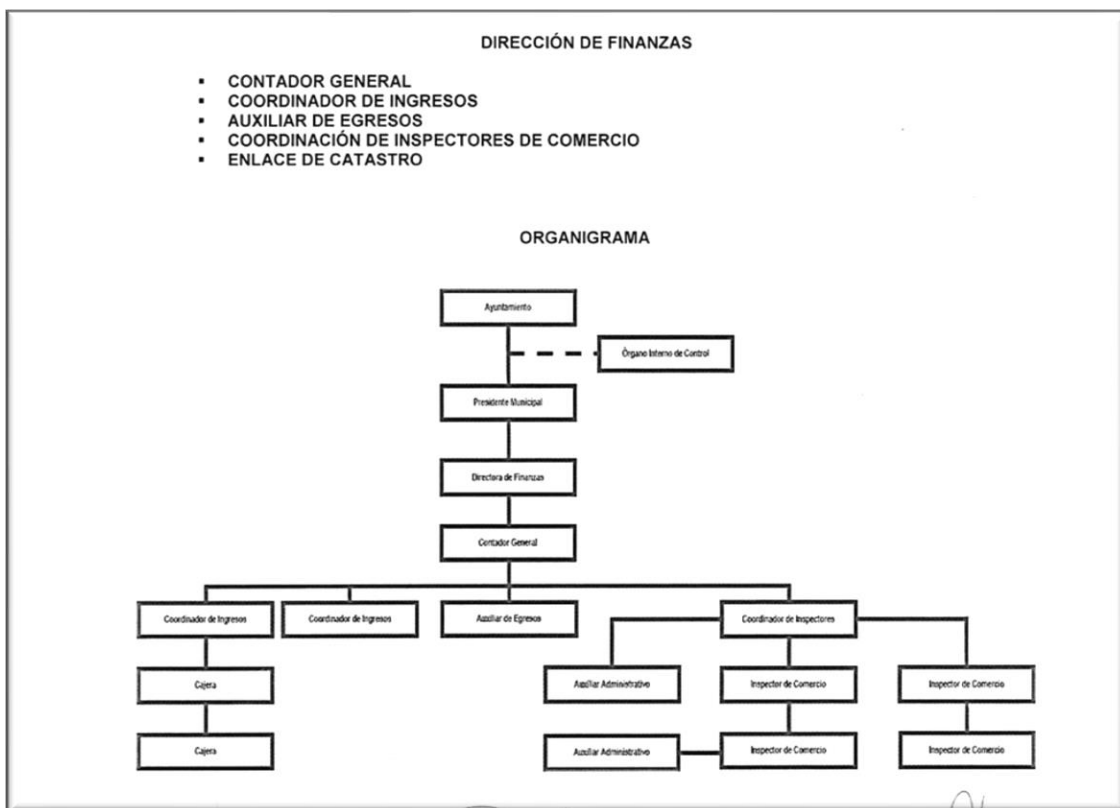 DIRECCIÓN DE FINANZAS
▪ CONTADOR GENERAL
▪ COORDINADOR DE INGRESOS
▪ AUXILIAR DE EGRESOS
▪ COORDINACIÓN DE INSPECTORES DE COMERCIO
▪ ENLACE DE CATASTRO
ORGANIGRAMA
Ayuntamiento
Órgano Interno de Control
Presidente Municipal
Directora de Finanzas
Contador General
Coordinador de Ingresos
Coordinador de Ingresos
Auxiliar de Egresos
Coordinador de Inspectores
Cajera
Auxiliar Administrativo
Inspector de Comercio
Inspector de Comercio
Cajera
Auxiliar Administrativo
Inspector de Comercio
Inspector de Comercio